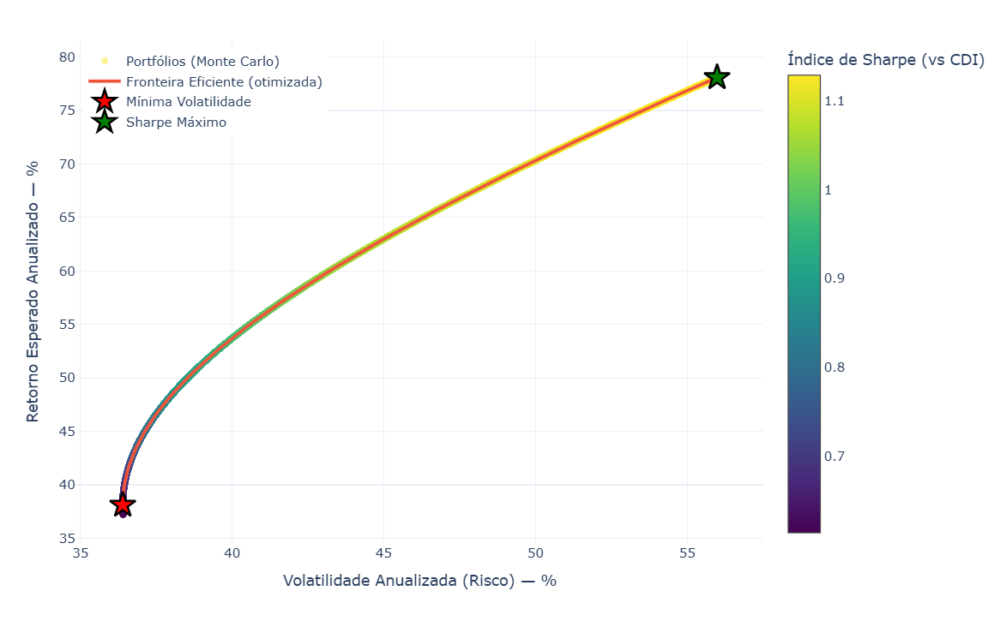 Portfólios (Monte Carlo)
Fronteira Eficiente (otimizada)
Mínima Volatilidade
Sharpe Máximo
Índice de Sharpe (vs CDI)
1.1
1
0.9
0.8
0.7
Retorno Esperado Anualizado — %
80
75
70
65
60
55
50
45
40
35
35
40
45
50
55
Volatilidade Anualizada (Risco) — %